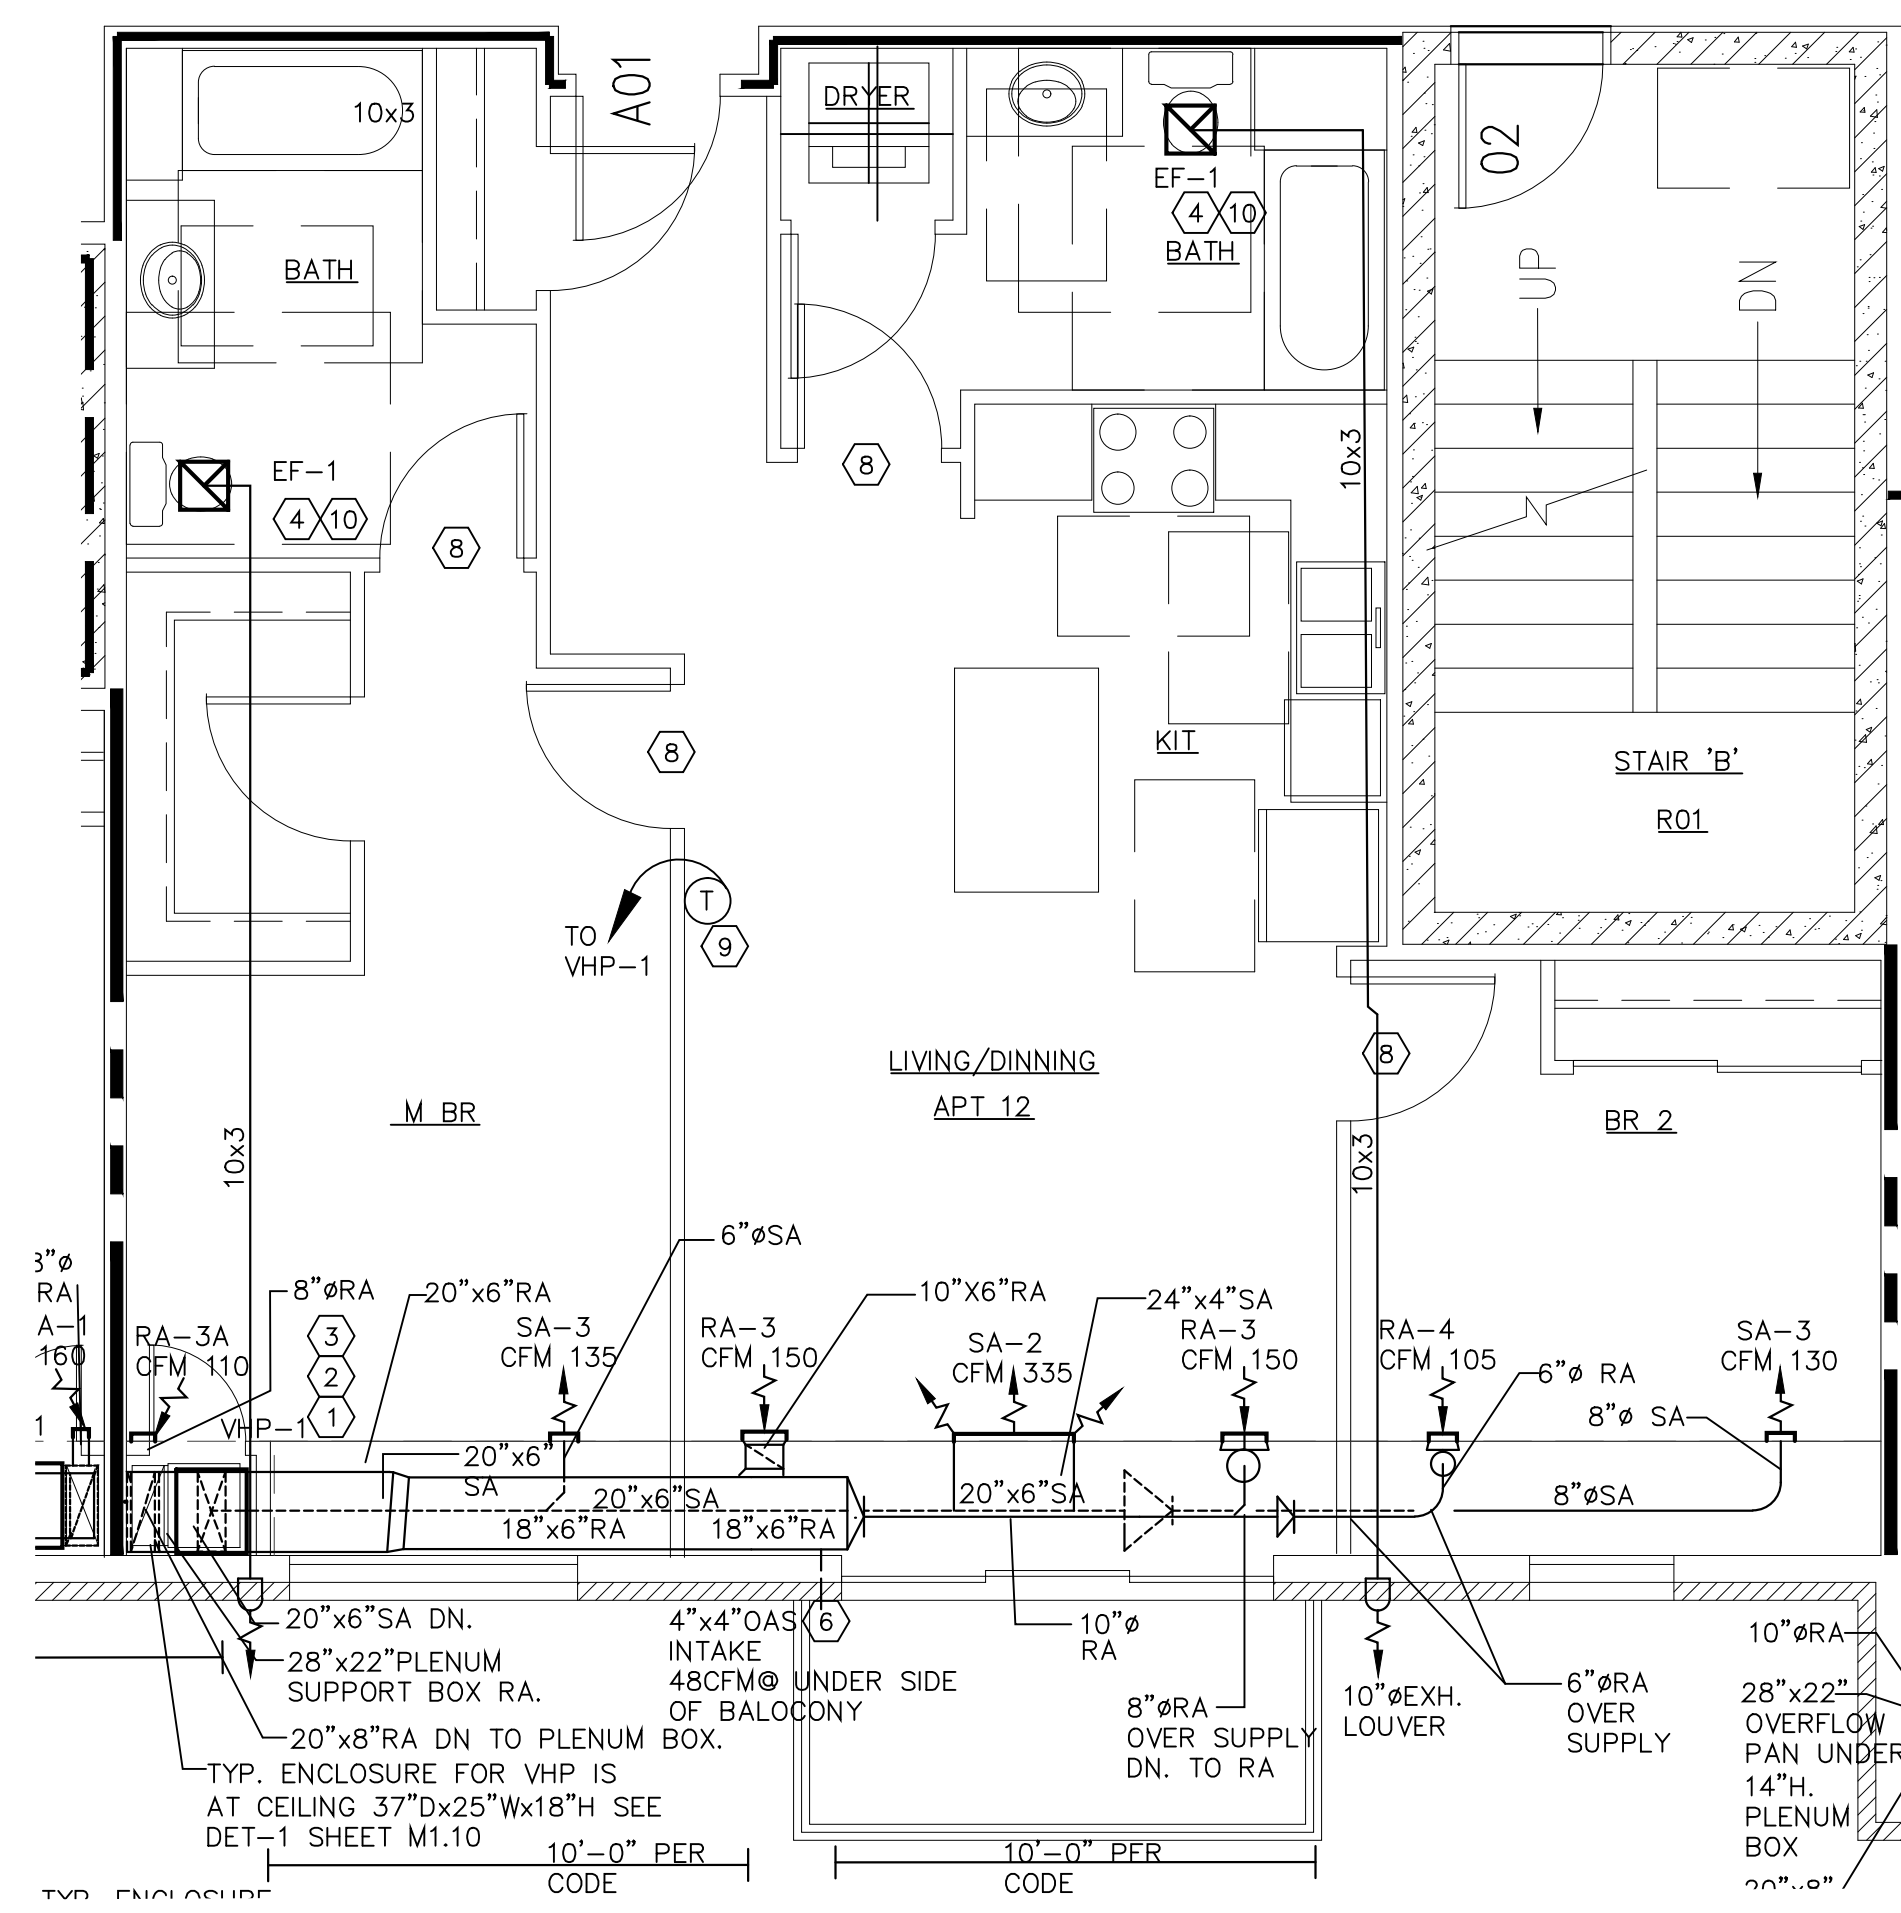 A01
10x3
DRYER
EF-1
4 10
BATH
02
UP
DN
BATH
EF-1
4 10
8
8
10x3
8
KIT
STAIR 'B'
R01
T
9
TO
VHP-1
LIVING/DINNING
APT 12
8
M BR
BR 2
10x3
10x3
6"øSA
8"øRA
20"x6"RA
10"X6"RA
24"x4"SA
RA
A-1
160
1
RA-3A
CFM 110
3
2
1
VHP-1
SA-3
CFM 135
RA-3
CFM 150
SA-2
CFM 335
RA-3
CFM 150
RA-4
CFM 105
SA-3
CFM 130
6"ø RA
8"ø SA
20"x6"
SA
20"x6"SA
18"x6"RA
18"x6"RA
20"x6"SA
8"øSA
20"x6"SA DN.
28"x22"PLENUM
SUPPORT BOX RA.
20"x8"RA DN TO PLENUM BOX.
TYP. ENCLOSURE FOR VHP IS
AT CEILING 37"Dx25"Wx18"H SEE
DET-1 SHEET M1.10
4"x4"OAS
6
INTAKE
48CFM@ UNDER SIDE
OF BALOCONY
10"ø
RA
8"øRA
OVER SUPPLY
DN. TO RA
10"øEXH.
LOUVER
6"øRA
OVER
SUPPLY
10"øRA
28"x22"
OVERFLOW
PAN UNDER
14"H.
PLENUM
BOX
20"x8"
10'-0" PER
CODE
10'-0" PER
CODE
TYP. ENCLOSURE